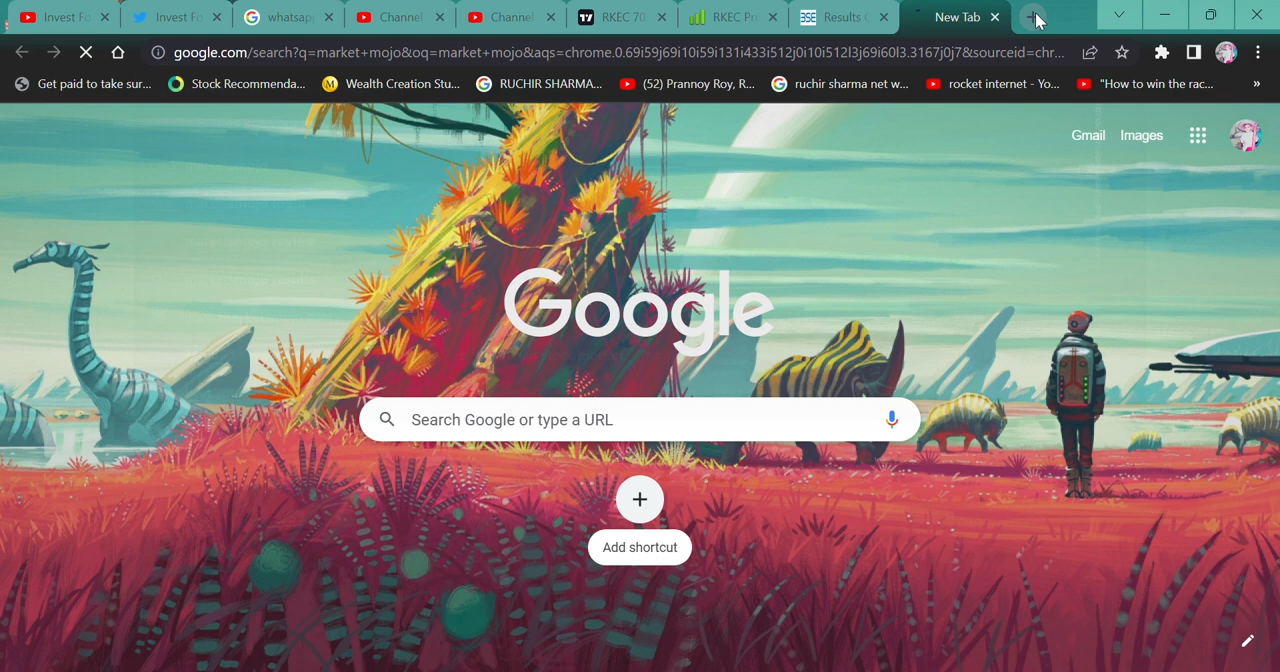 Invest Fo
Invest Fo
whatsap
Channel
Channel
RKEC 70.
RKEC Pr
Results
New Tab
google.com/search?q=market+mojo&oq=market+mojo&aqs=chrome.0.69i59j69i10i59i131i433i512j0i10i512l3j69i60l3.3167j0j7&sourceid=chr...
Get paid to take sur...
Stock Recommenda...
Wealth Creation Stu...
RUCHIR SHARMA...
(52) Prannoy Roy, R...
ruchir sharma net w...
rocket internet - Yo...
"How to win the rac...
»
Gmail
Images
Google
Search Google or type a URL
Add shortcut